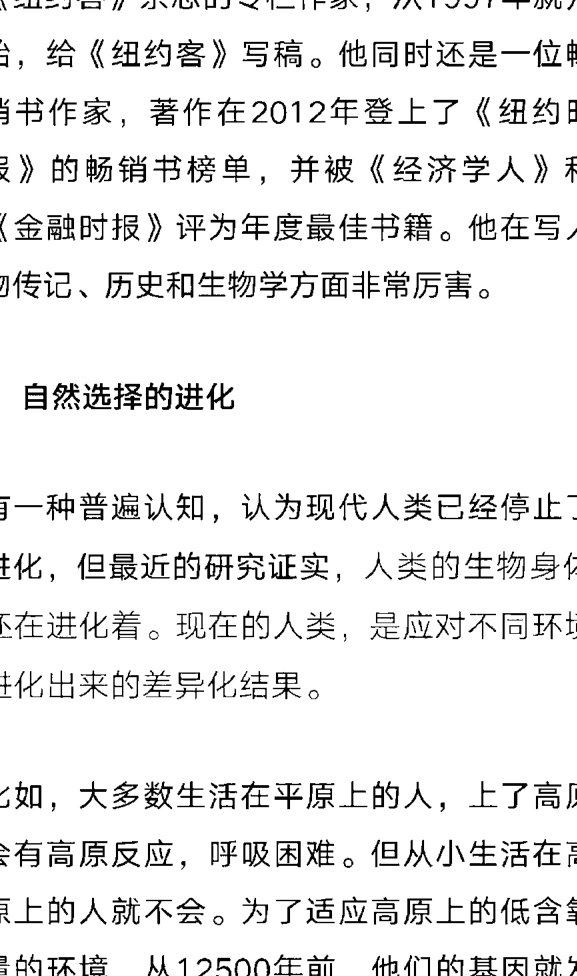 《纽约客》杂志的专栏作家，从1997年就开
始，给《纽约客》写稿。他同时还是一位畅
销书作家，著作在2012年登上了《纽约时
报》的畅销书榜单，并被《经济学人》和
《金融时报》评为年度最佳书籍。他在写人
物传记、历史和生物学方面非常厉害。
自然选择的进化
有一种普遍认知，认为现代人类已经停止了
进化，但最近的研究证实，人类的生物身体
还在进化着。现在的人类，是应对不同环境
进化出来的差异化结果。
比如，大多数生活在平原上的人，上了高原
会有高原反应，呼吸困难。但从小生活在高
原上的人就不会。为了适应高原上的低含氧
量的环境，从12500年前，他们的基因就发